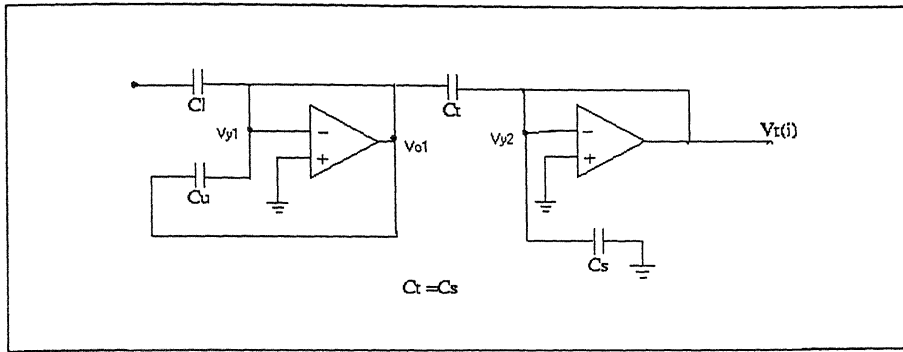 Cl
Ct
Vy1
−
+
Vo1
Vy2
−
+
Vt(i)
Cu
Cs
Ct =Cs